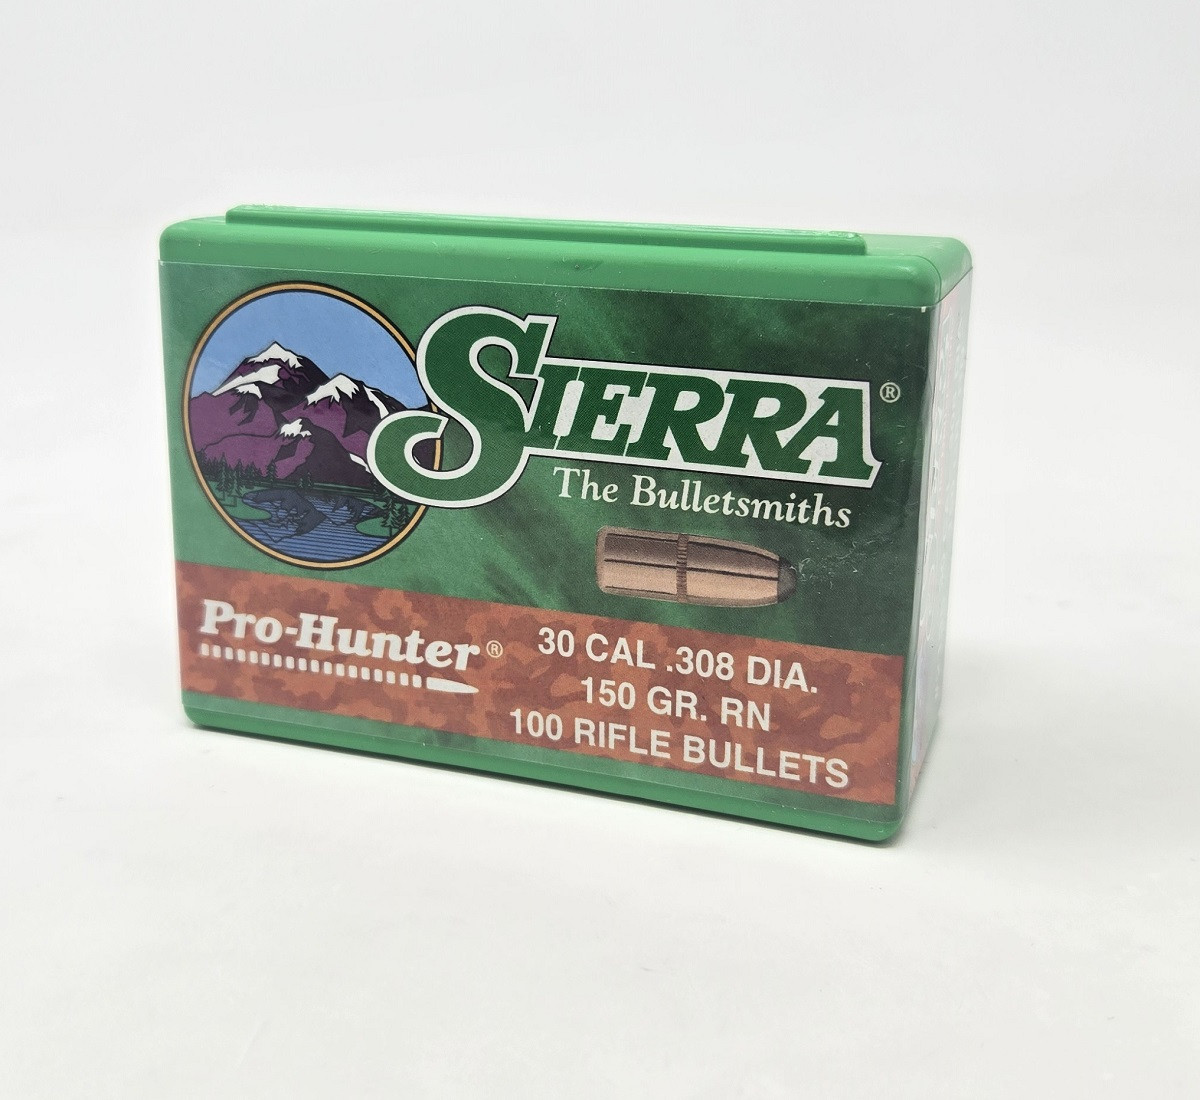 SIERRA®
The Bulletsmiths
Pro-Hunter®
30 CAL .308 DIA.
150 GR. RN
100 RIFLE BULLETS